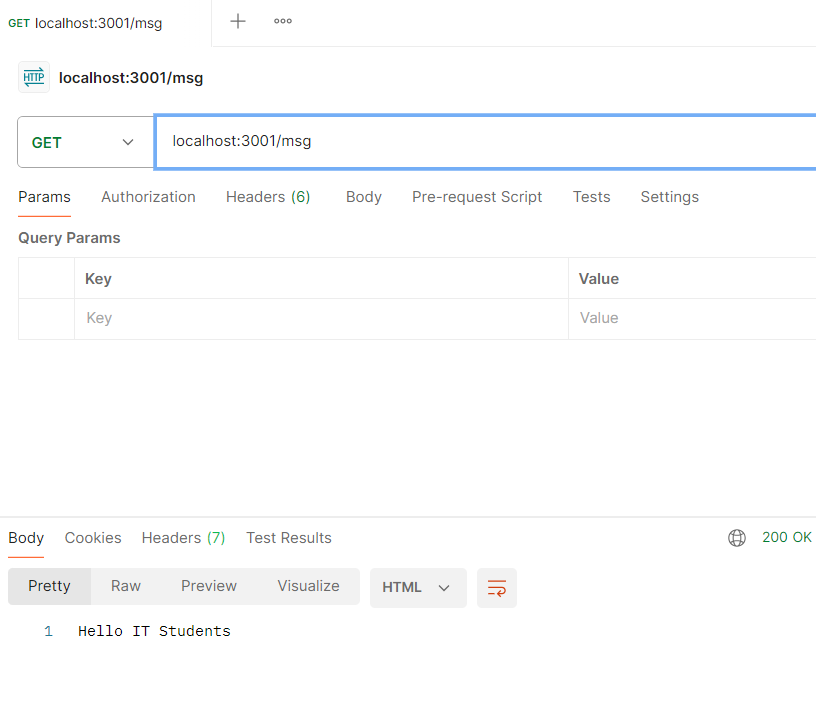 GET localhost:3001/msg
HTTP localhost:3001/msg
GET localhost:3001/msg
Params Authorization Headers (6) Body Pre-request Script Tests Settings
Query Params
Key Value
Key Value
Body Cookies Headers (7) Test Results 200 OK
Pretty Raw Preview Visualize HTML
1 Hello IT Students